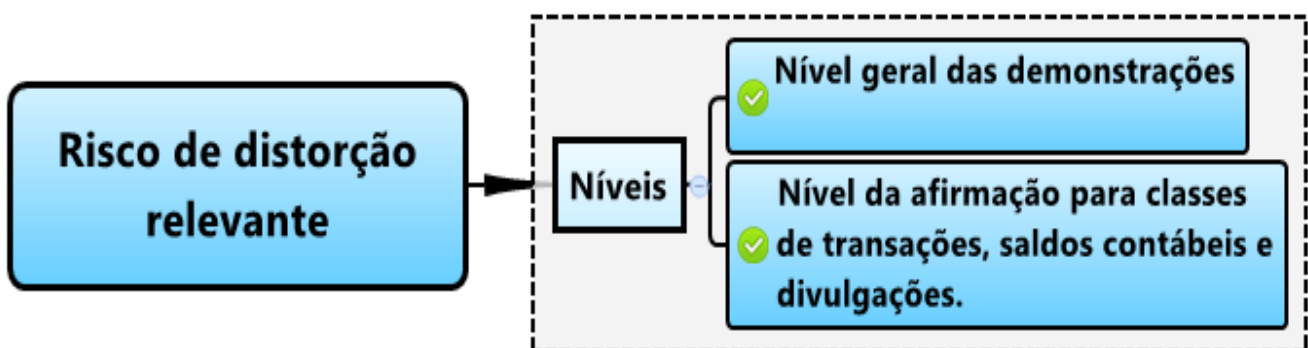 Risco de distorção
relevante
Níveis
Nível geral das demonstrações
Nível da afirmação para classes
de transações, saldos contábeis e
divulgações.